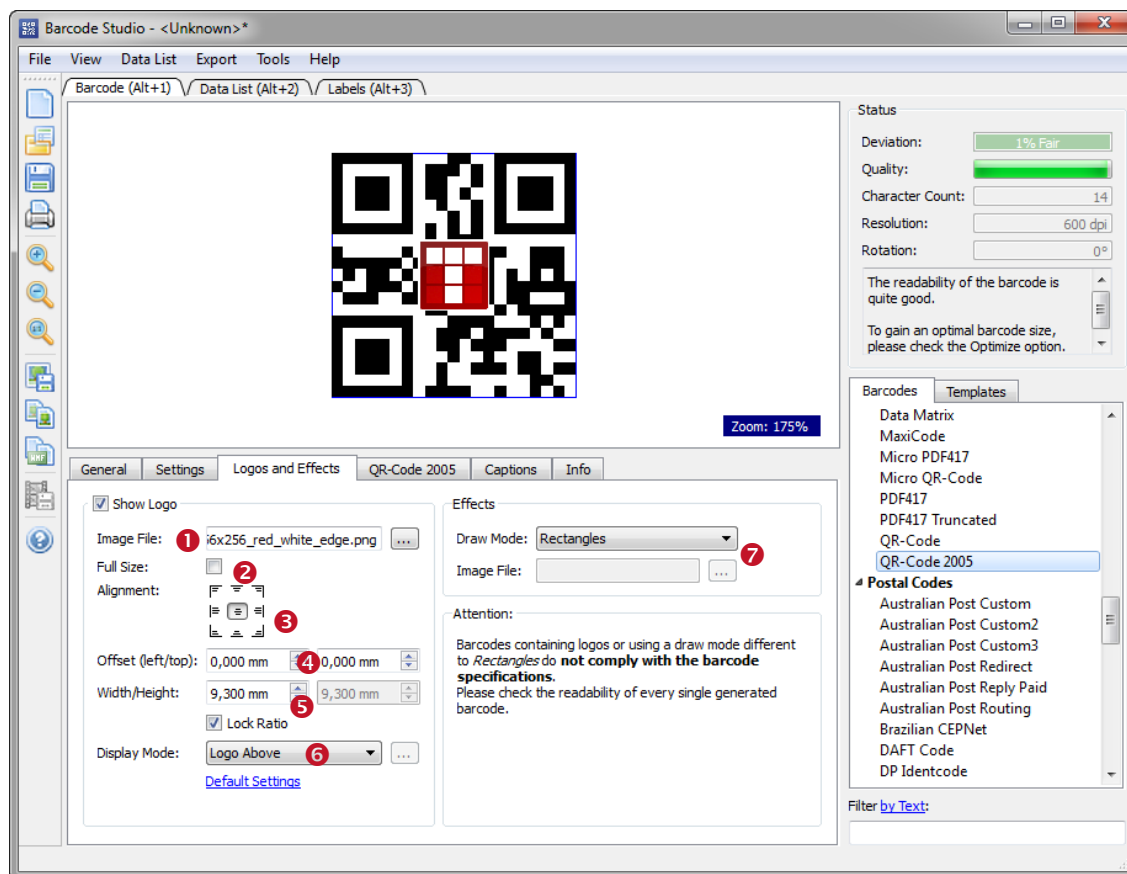 Barcode Studio - <Unknown>*
File View Data List Export Tools Help
Barcode (Alt+1) Data List (Alt+2) Labels (Alt+3)
Zoom: 175%
Status
Deviation: 1% Fair
Quality:
Character Count: 14
Resolution: 600 dpi
Rotation: 0°
The readability of the barcode is
quite good.
To gain an optimal barcode size,
please check the Optimize option.
General Settings Logos and Effects QR-Code 2005 Captions Info
Show Logo
Image File: 1 6x256_red_white_edge.png ...
Full Size: 2
Alignment: 3
Offset (left/top): 0,000 mm 4 0,000 mm
Width/Height: 9,300 mm 5 9,300 mm
Lock Ratio
Display Mode: Logo Above 6 ...
Default Settings
Effects
Draw Mode: Rectangles 7
Image File: ...
Attention:
Barcodes containing logos or using a draw mode different
to Rectangles do not comply with the barcode
specifications.
Please check the readability of every single generated
barcode.
Barcodes Templates
Data Matrix
MaxiCode
Micro PDF417
Micro QR-Code
PDF417
PDF417 Truncated
QR-Code
QR-Code 2005
Postal Codes
Australian Post Custom
Australian Post Custom2
Australian Post Custom3
Australian Post Redirect
Australian Post Reply Paid
Australian Post Routing
Brazilian CEPNet
DAFT Code
DP Identcode
Filter by Text: